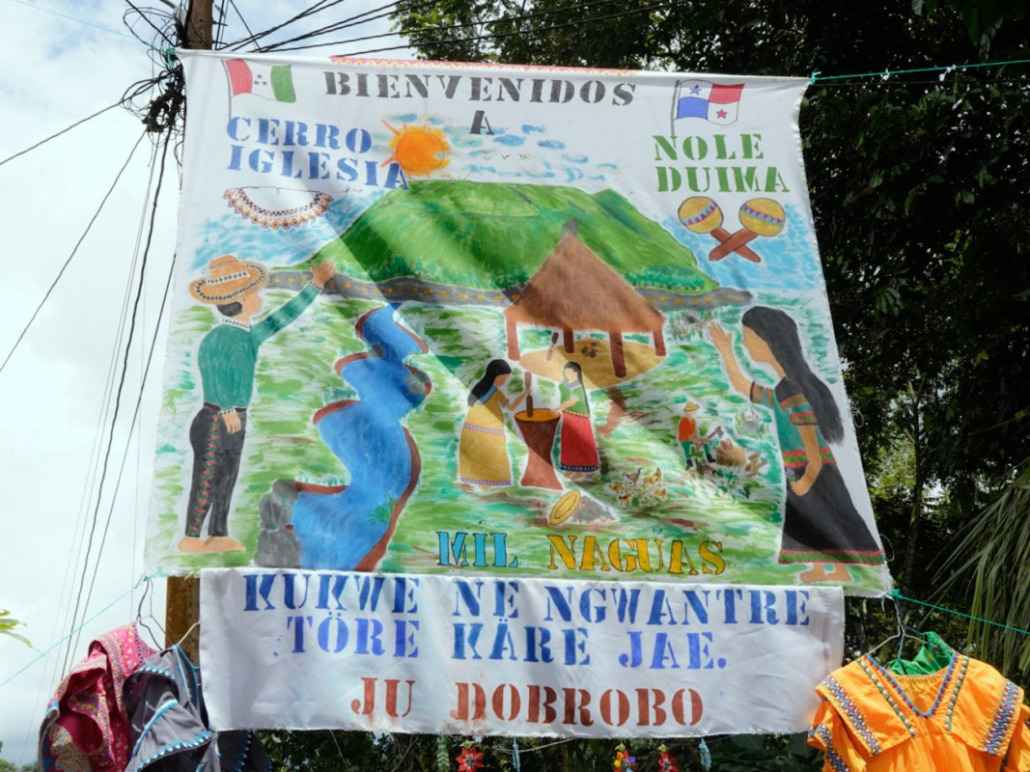 BIENVENIDOS
A
CERRO
IGLESIA
NOLE
DUIMA
MIL NAGUAS
KUKWE NE NGWANTRE
TÖRE KÄRE JAE.
JU DOBROBO